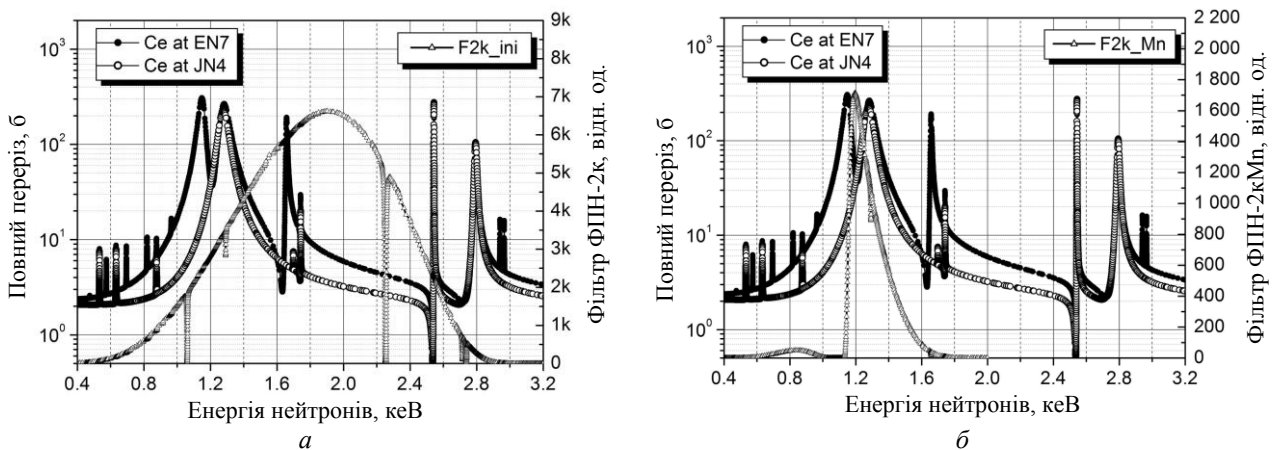 Ce at EN7
Ce at JN4
F2k_ini
Повний переріз, б
10³
10²
10¹
10⁰
9k
8k
7k
6k
5k
4k
3k
2k
1k
0
Фільтр ФПН-2к, відн. од.
0.4 0.8 1.2 1.6 2.0 2.4 2.8 3.2
Енергія нейтронів, кеВ
а
Ce at EN7
Ce at JN4
F2k_Mn
Повний переріз, б
10³
10²
10¹
10⁰
2 200
2 000
1 800
1 600
1 400
1 200
1 000
800
600
400
200
0
Фільтр ФПН-2кMn, відн. од.
0.4 0.8 1.2 1.6 2.0 2.4 2.8 3.2
Енергія нейтронів, кеВ
б